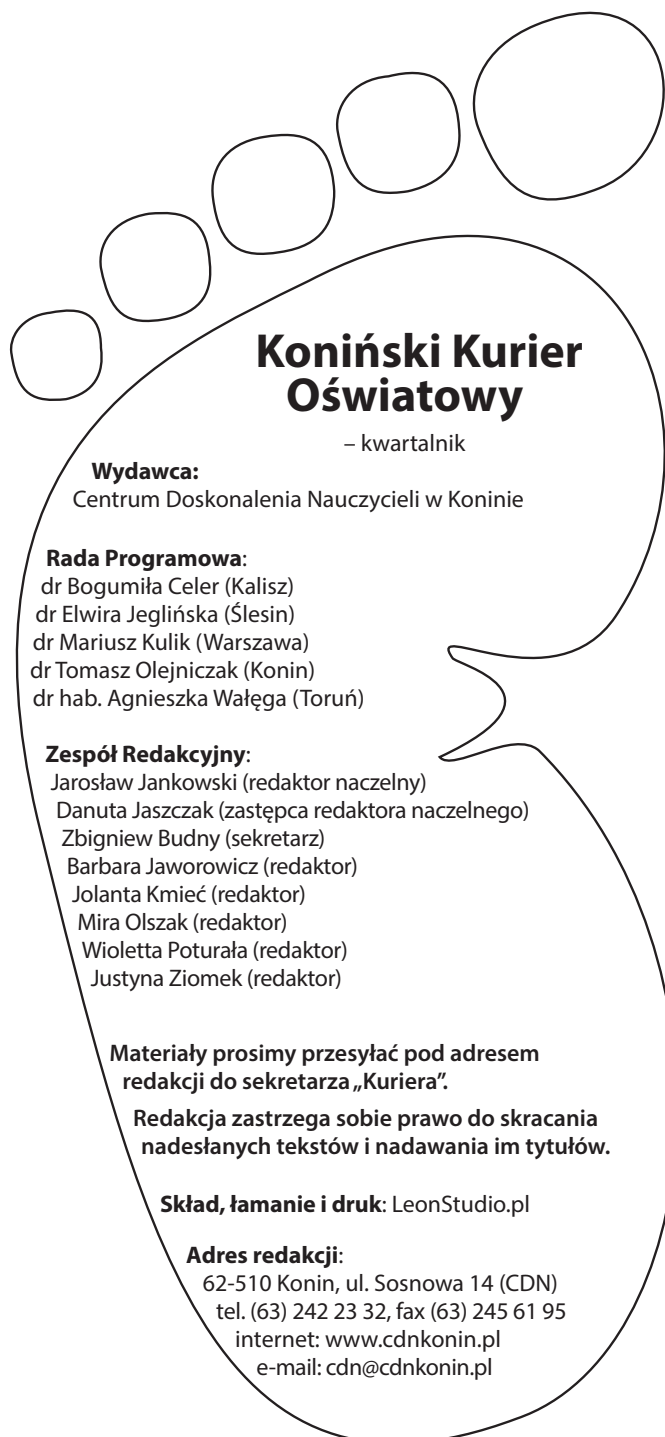 Koniński Kurier
Oświatowy
– kwartalnik
Wydawca:
Centrum Doskonalenia Nauczycieli w Koninie
Rada Programowa:
dr Bogumiła Celer (Kalisz)
dr Elwira Jeglińska (Ślesin)
dr Mariusz Kulik (Warszawa)
dr Tomasz Olejniczak (Konin)
dr hab. Agnieszka Wałęga (Toruń)
Zespół Redakcyjny:
Jarosław Jankowski (redaktor naczelny)
Danuta Jaszczak (zastępca redaktora naczelnego)
Zbigniew Budny (sekretarz)
Barbara Jaworowicz (redaktor)
Jolanta Kmieć (redaktor)
Mira Olszak (redaktor)
Wioletta Poturała (redaktor)
Justyna Ziomek (redaktor)
Materiały prosimy przesyłać pod adresem
redakcji do sekretarza „Kuriera”.
Redakcja zastrzega sobie prawo do skracania
nadesłanych tekstów i nadawania im tytułów.
Skład, łamanie i druk: LeonStudio.pl
Adres redakcji:
62-510 Konin, ul. Sosnowa 14 (CDN)
tel. (63) 242 23 32, fax (63) 245 61 95
internet: www.cdnkonin.pl
e-mail: cdn@cdnkonin.pl